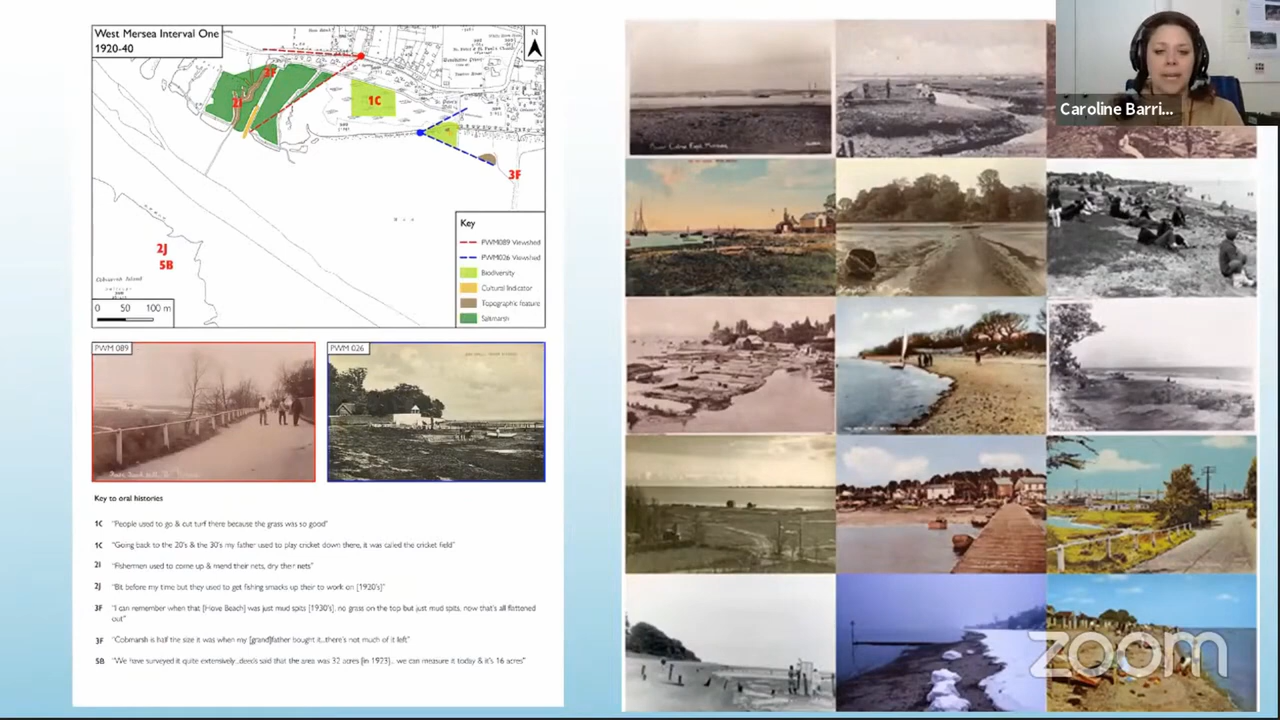 West Mersea Interval One
1920-40
N
2I
2J
1C
3F
2J
5B
Cobmarsh Island
0 50 100 m
Key
PWM089 Viewshed
PWM026 Viewshed
Biodiversity
Cultural Indicator
Topographic feature
Saltmarsh
PWM 089
PWM 026
Key to oral histories
1C "People used to go & cut turf there because the grass was so good"
1C "Going back to the 20's & the 30's my father used to play cricket down there, it was called the cricket field"
2I "Fishermen used to come up & mend their nets, dry their nets"
2J "Bit before my time but they used to get fishing smacks up their to work on [1920's]"
3F "I can remember when that [Hove Beach] was just mud spits [1930's], no grass on the top but just mud spits, now that's all flattened
out"
3F "Cobmarsh is half the size it was when my [grand]father bought it...there's not much of it left"
5B "We have surveyed it quite extensively...deeds said that the area was 32 acres [in 1923]... we can measure it today & it's 16 acres"
Caroline Barri...
zoom